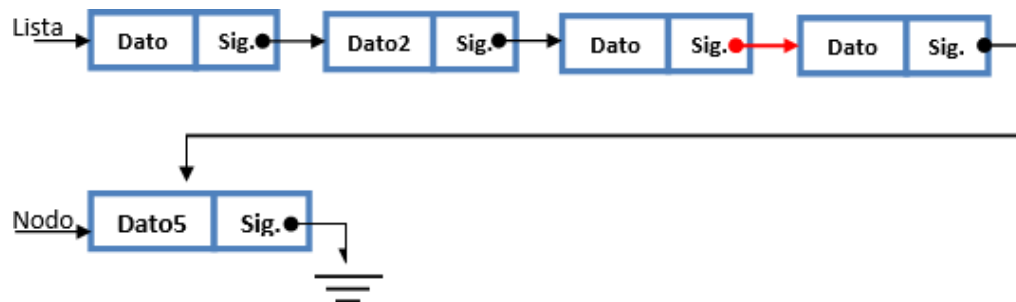 Lista
Dato Sig. Dato2 Sig. Dato Sig. Dato Sig.
Nodo
Dato5 Sig.